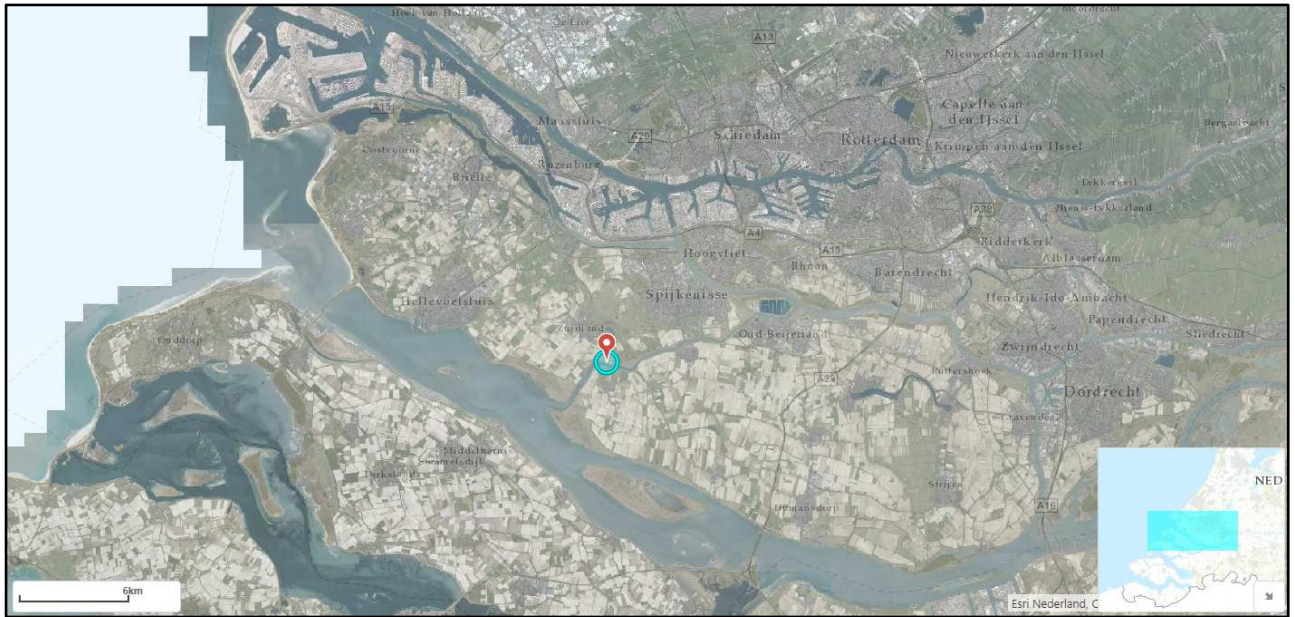 Hoek van Holland
De Lier
Moordrecht
A13
Nieuwerkerk aan den IJssel
A15
Maassluis
A20
Schiedam
Rotterdam
Capelle aan
den IJssel
Krimpen aan den IJssel
Bergambacht
Oostvoorne
Rozenburg
Brielle
Lekkerkerk
Nieuw-Lekkerland
A4
A15
Ridderkerk
Hoogvliet
Rhoon
Barendrecht
Alblasserdam
Hellevoetsluis
Spijkenisse
Hendrik-Ido-Ambacht
Zuidland
Oud-Beijerland
Papendrecht
Sliedrecht
Ouddorp
Zwijndrecht
A29
Puttershoek
Dordrecht
's-Gravendeel
Middelharnis
Sommelsdijk
Dirksland
Strijen
NED
Numansdorp
A16
6km
Esri Nederland, C